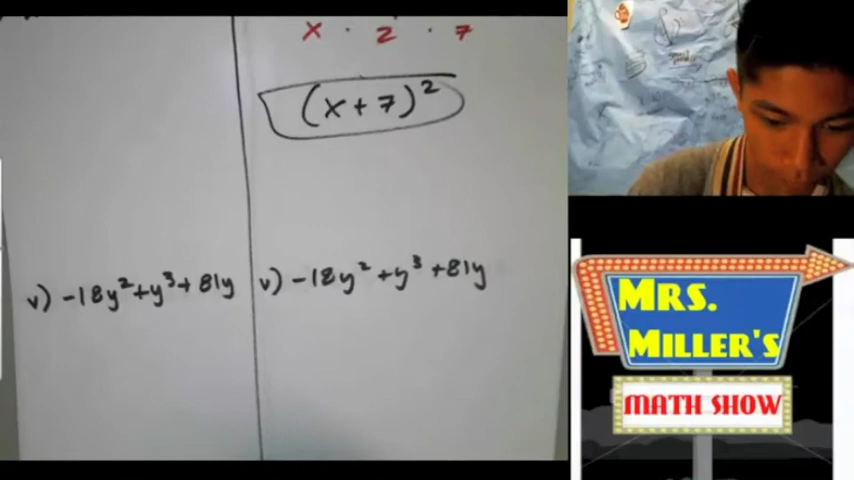 x · 2 · 7
(x+7)²
v) -18y²+y³+81y
v) -18y²+y³+81y
MRS.
MILLER'S
MATH SHOW